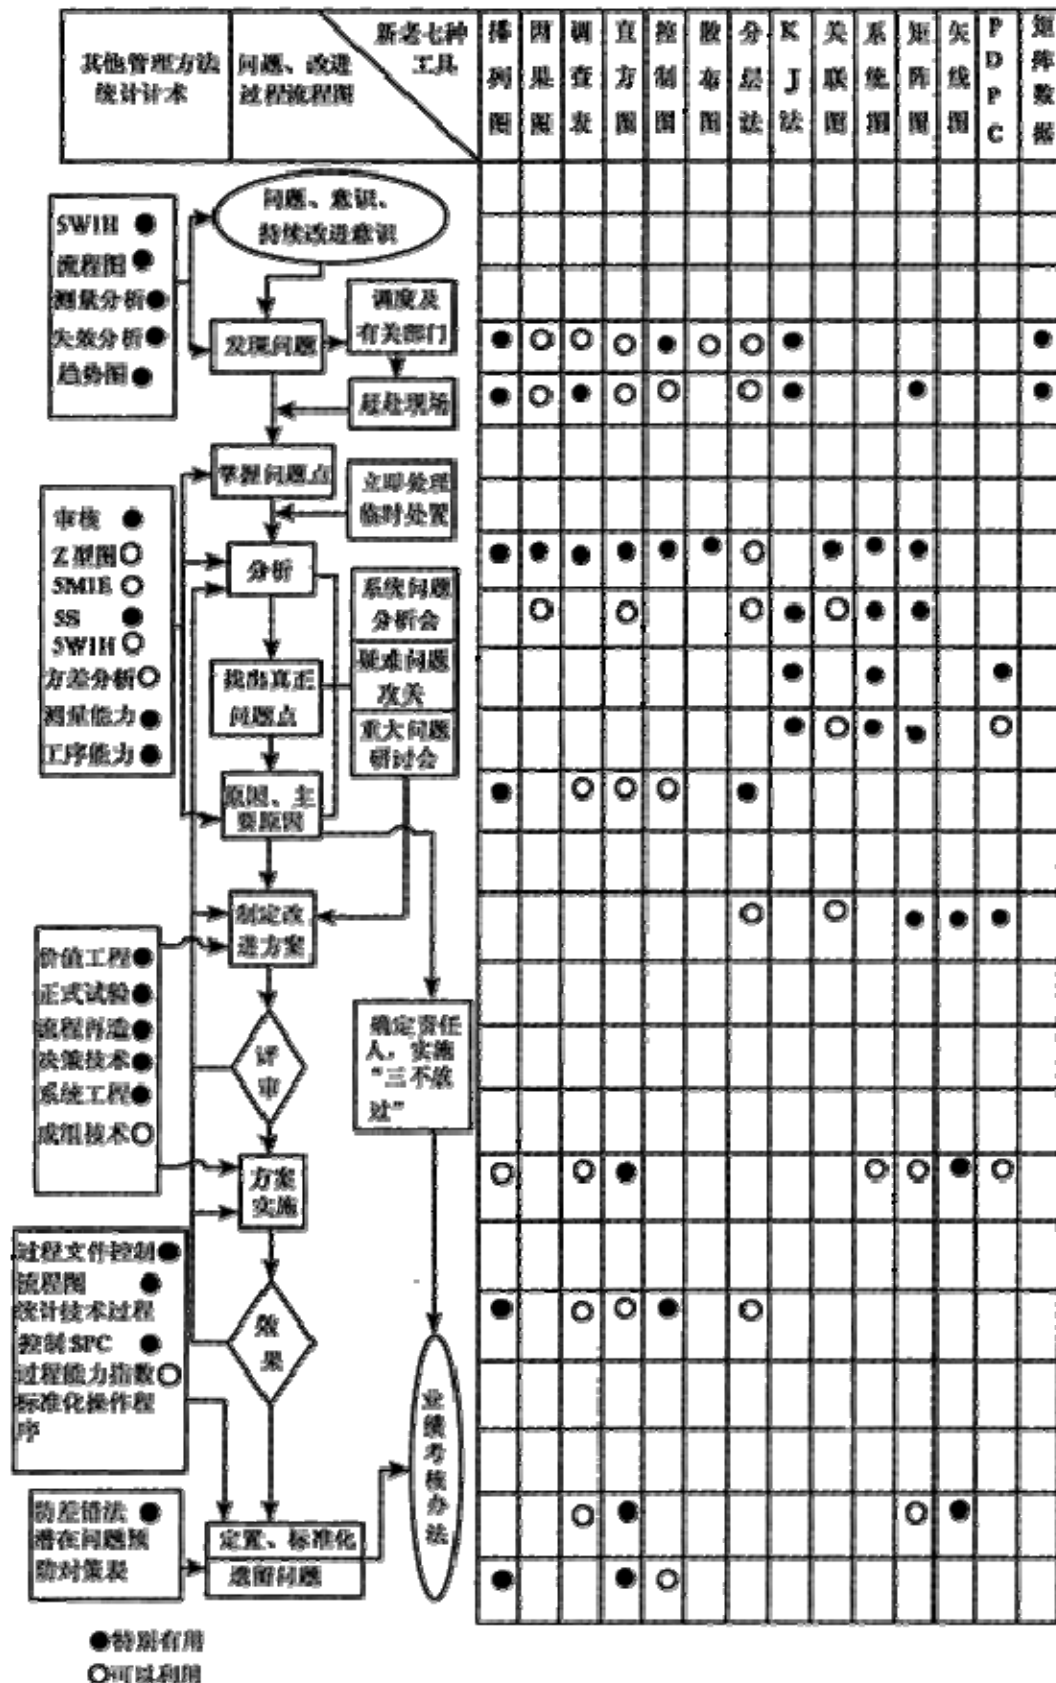 其他管理方法
统计计术
问题、改进
过程流程图
新老七种
工具
排列图
因果图
调查发
直方图
控制图
散布图
分层法
KJ法
关联图
系统图
矩阵图
矢线图
PDPC
矩阵数据
5W1H ●
流程图 ●
测量分析 ●
失效分析 ●
趋势图 ●
问题、意识、
持续改进意识
发现问题
调度及
有关部门
赶赴现场
掌握问题点
立即处理
临时处置
审核 ●
Z型图 ○
5M1E ○
5S ●
5W1H ○
方差分析 ○
测量能力 ●
工序能力 ●
分析
系统问题
分析会
找出真正
问题点
疑难问题
攻关
重大问题
研讨会
原因、主
要原因
制定改
进方案
价值工程 ●
正式试验 ●
流程再造 ●
决策技术 ●
系统工程 ●
成组技术 ○
评审
确定责任
人,实施
“三不放
过”
方案
实施
过程文件控制 ●
流程图 ●
统计技术过程
控制SPC ●
过程能力指数 ○
标准化操作程
序
效果
业绩考核办法
防差错法 ●
潜在问题预
防对策表
定置、标准化
遗留问题
●特别有用
○可以利用